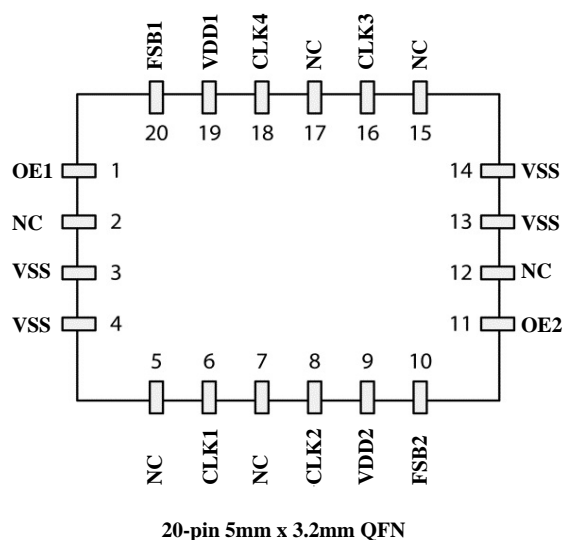 FSB1 VDD1 CLK4 NC CLK3 NC
20 19 18 17 16 15
OE1 1 14 VSS
NC 2 13 VSS
VSS 3 12 NC
VSS 4 11 OE2
5 6 7 8 9 10
NC CLK1 NC CLK2 VDD2 FSB2
20-pin 5mm x 3.2mm QFN